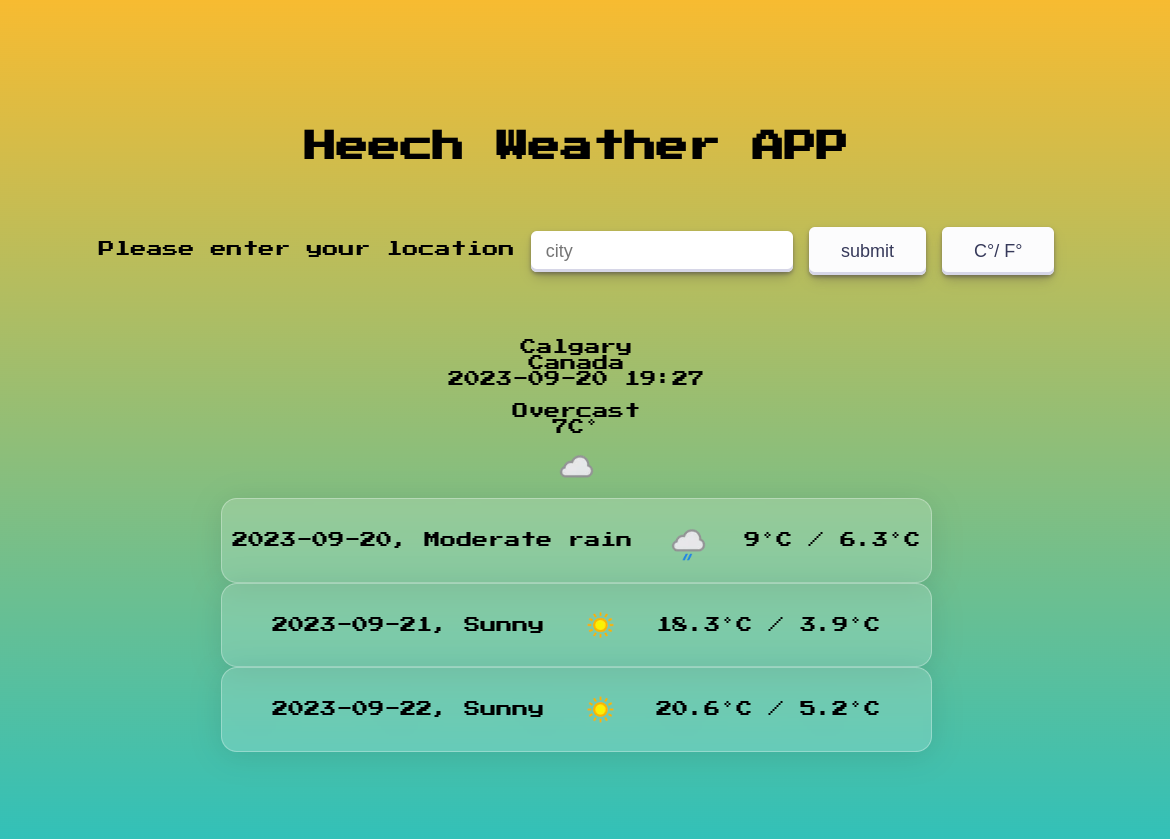 Heech Weather APP
Please enter your location city submit C°/ F°
Calgary
Canada
2023-09-20 19:27
Overcast
7C°
2023-09-20, Moderate rain 9°C / 6.3°C
2023-09-21, Sunny 18.3°C / 3.9°C
2023-09-22, Sunny 20.6°C / 5.2°C